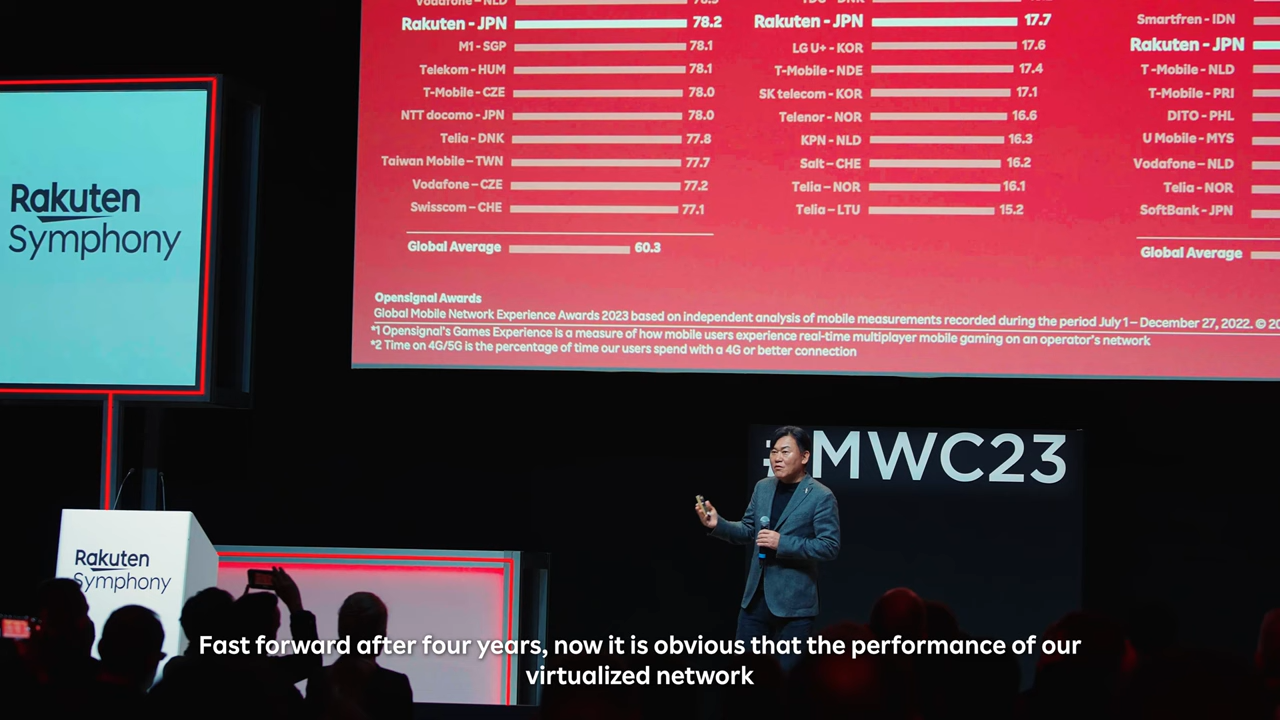 Vodafone – NLD
Rakuten - JPN 78.2
M1 - SGP 78.1
Telekom - HUM 78.1
T-Mobile - CZE 78.0
NTT docomo - JPN 78.0
Telia - DNK 77.8
Taiwan Mobile – TWN 77.7
Vodafone – CZE 77.2
Swisscom – CHE 77.1
Global Average 60.3
Rakuten - JPN 17.7
LG U+ - KOR 17.6
T-Mobile - NDE 17.4
SK telecom - KOR 17.1
Telenor - NOR 16.6
KPN - NLD 16.3
Salt – CHE 16.2
Telia – NOR 16.1
Telia – LTU 15.2
Smartfren - IDN
Rakuten - JPN
T-Mobile - NLD
T-Mobile - PRI
DITO - PHL
U Mobile - MYS
Vodafone – NLD
Telia - NOR
SoftBank - JPN
Global Average
Opensignal Awards
Global Mobile Network Experience Awards 2023 based on independent analysis of mobile measurements recorded during the period July 1 – December 27, 2022. ©
*1 Opensignal's Games Experience is a measure of how mobile users experience real-time multiplayer mobile gaming on an operator's network
*2 Time on 4G/5G is the percentage of time our users spend with a 4G or better connection
Rakuten
Symphony
#MWC23
Rakuten
Symphony
Fast forward after four years, now it is obvious that the performance of our
virtualized network